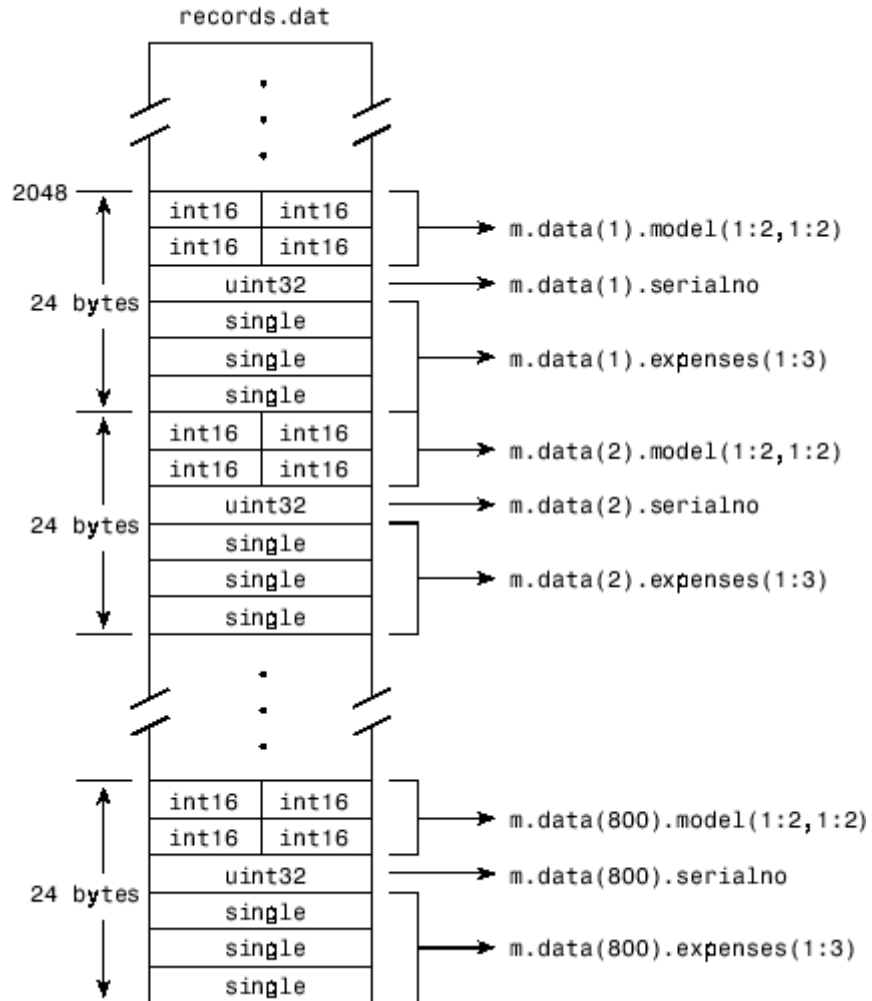 records.dat
2048
int16 int16
int16 int16
m.data(1).model(1:2,1:2)
uint32
m.data(1).serialno
24 bytes
single
single
single
m.data(1).expenses(1:3)
int16 int16
int16 int16
m.data(2).model(1:2,1:2)
uint32
m.data(2).serialno
24 bytes
single
single
single
m.data(2).expenses(1:3)
int16 int16
int16 int16
m.data(800).model(1:2,1:2)
uint32
m.data(800).serialno
24 bytes
single
single
single
m.data(800).expenses(1:3)